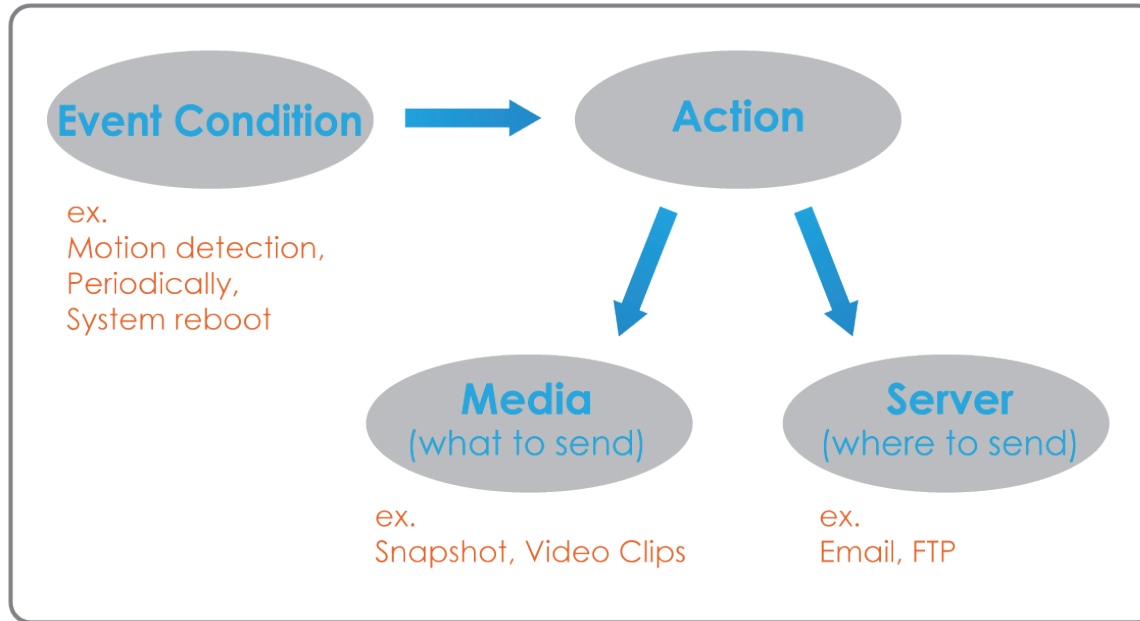 Event Condition
Action
ex.
Motion detection,
Periodically,
System reboot
Media
(what to send)
Server
(where to send)
ex.
Snapshot, Video Clips
ex.
Email, FTP